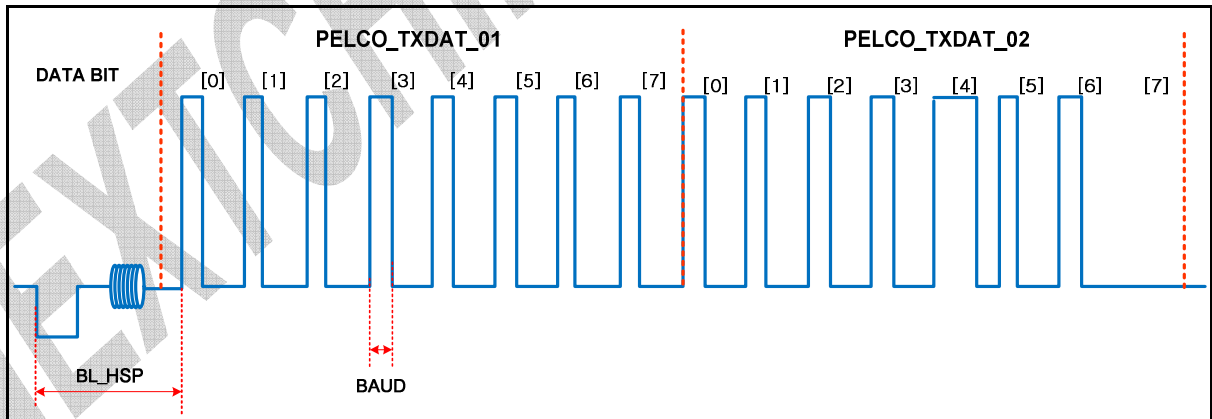 PELCO_TXDAT_01 PELCO_TXDAT_02
DATA BIT
[0] [1] [2] [3] [4] [5] [6] [7] [0] [1] [2] [3] [4] [5] [6] [7]
BL_HSP
BAUD